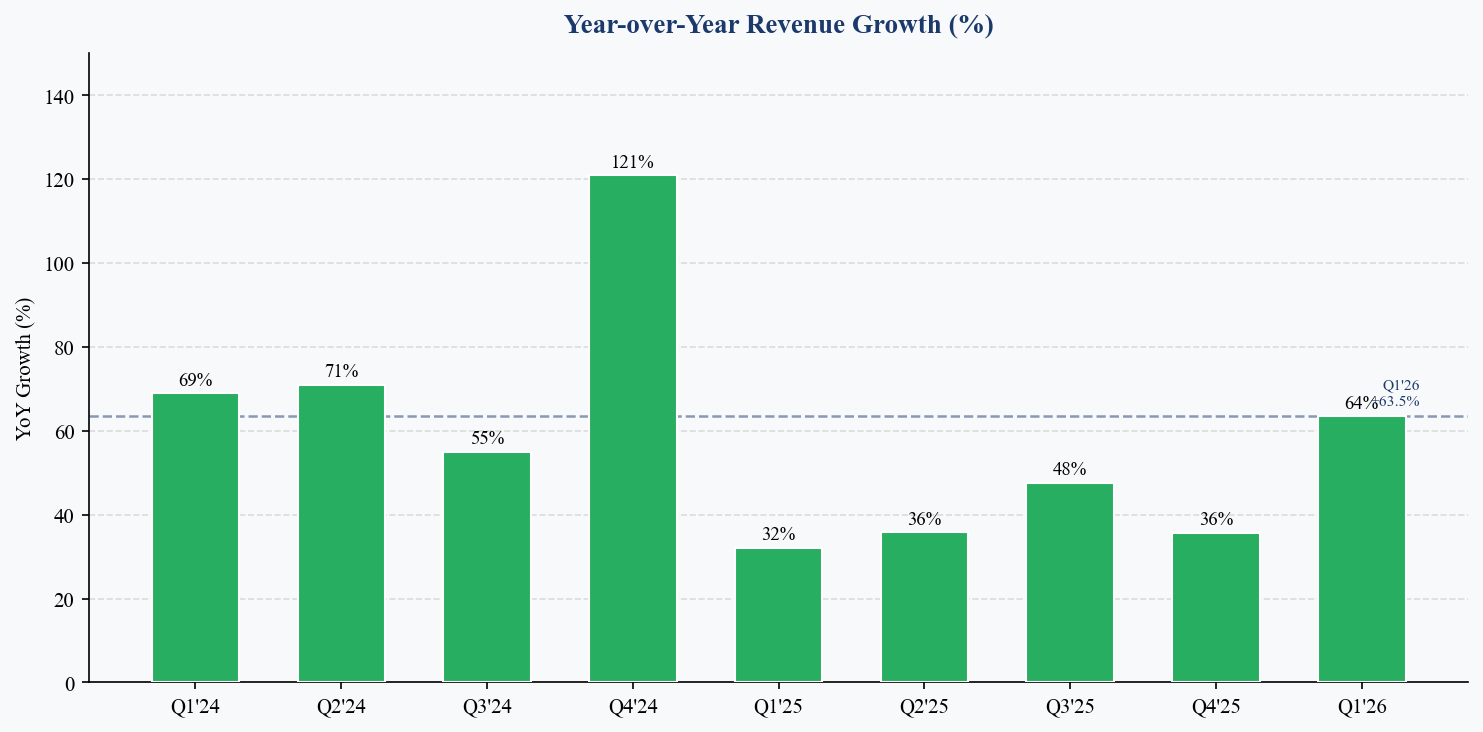 Year-over-Year Revenue Growth (%)
YoY Growth (%)
140
120
100
80
60
40
20
0
69%
71%
55%
121%
32%
36%
48%
36%
64%
Q1'26
+63.5%
Q1'24
Q2'24
Q3'24
Q4'24
Q1'25
Q2'25
Q3'25
Q4'25
Q1'26